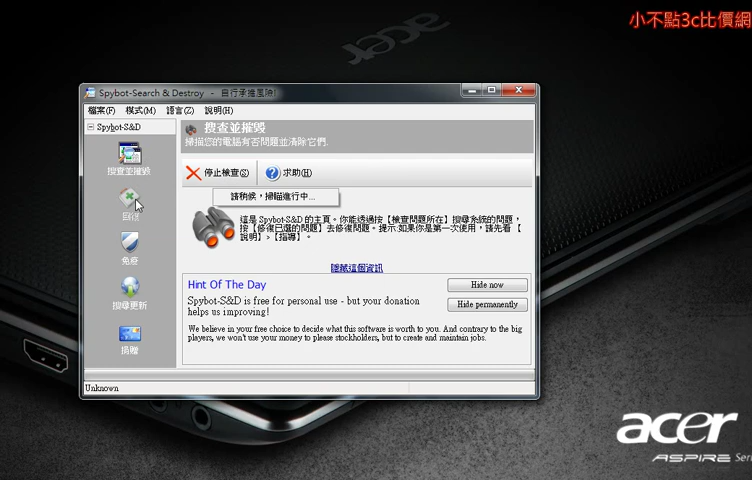 小不點3c比價網
acer
Spybot-Search & Destroy - 自行承擔風險!
檔案(F) 模式(M) 語言(Z) 說明(H)
Spybot-S&D
搜查並摧毀
掃描您的電腦有否問題並清除它們.
搜查並摧毀
停止檢查(S)
求助(H)
請稍候，掃瞄進行中...
回復
這是 Spybot-S&D 的主頁。你能透過按【檢查問題所在】搜尋系統的問題，
按【修復已選的問題】去修復問題。提示:如果你是第一次使用，請先看【
說明】>【指導】。
免疫
隱藏這個資訊
Hint Of The Day
Hide now
Spybot-S&D is free for personal use - but your donation
helps us improving!
Hide permanently
搜尋更新
We believe in your free choice to decide what this software is worth to you. And contrary to the big
players, we won't use your money to please stockholders, but to create and maintain jobs.
捐贈
Unknown
acer
ASPIRE Seri